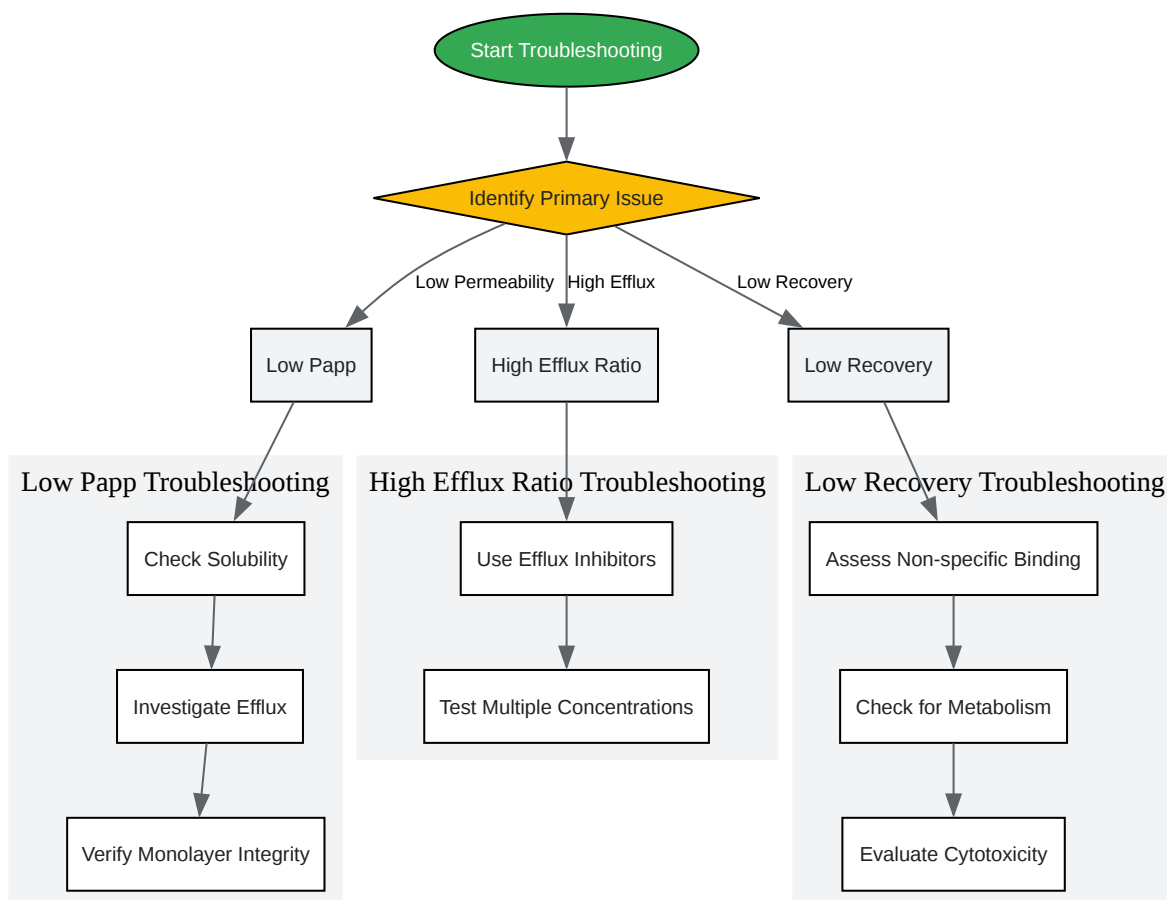 Start Troubleshooting
Identify Primary Issue
Low Permeability
High Efflux
Low Recovery
Low Papp
High Efflux Ratio
Low Recovery
Low Papp Troubleshooting
High Efflux Ratio Troubleshooting
Low Recovery Troubleshooting
Check Solubility
Use Efflux Inhibitors
Assess Non-specific Binding
Investigate Efflux
Test Multiple Concentrations
Check for Metabolism
Verify Monolayer Integrity
Evaluate Cytotoxicity